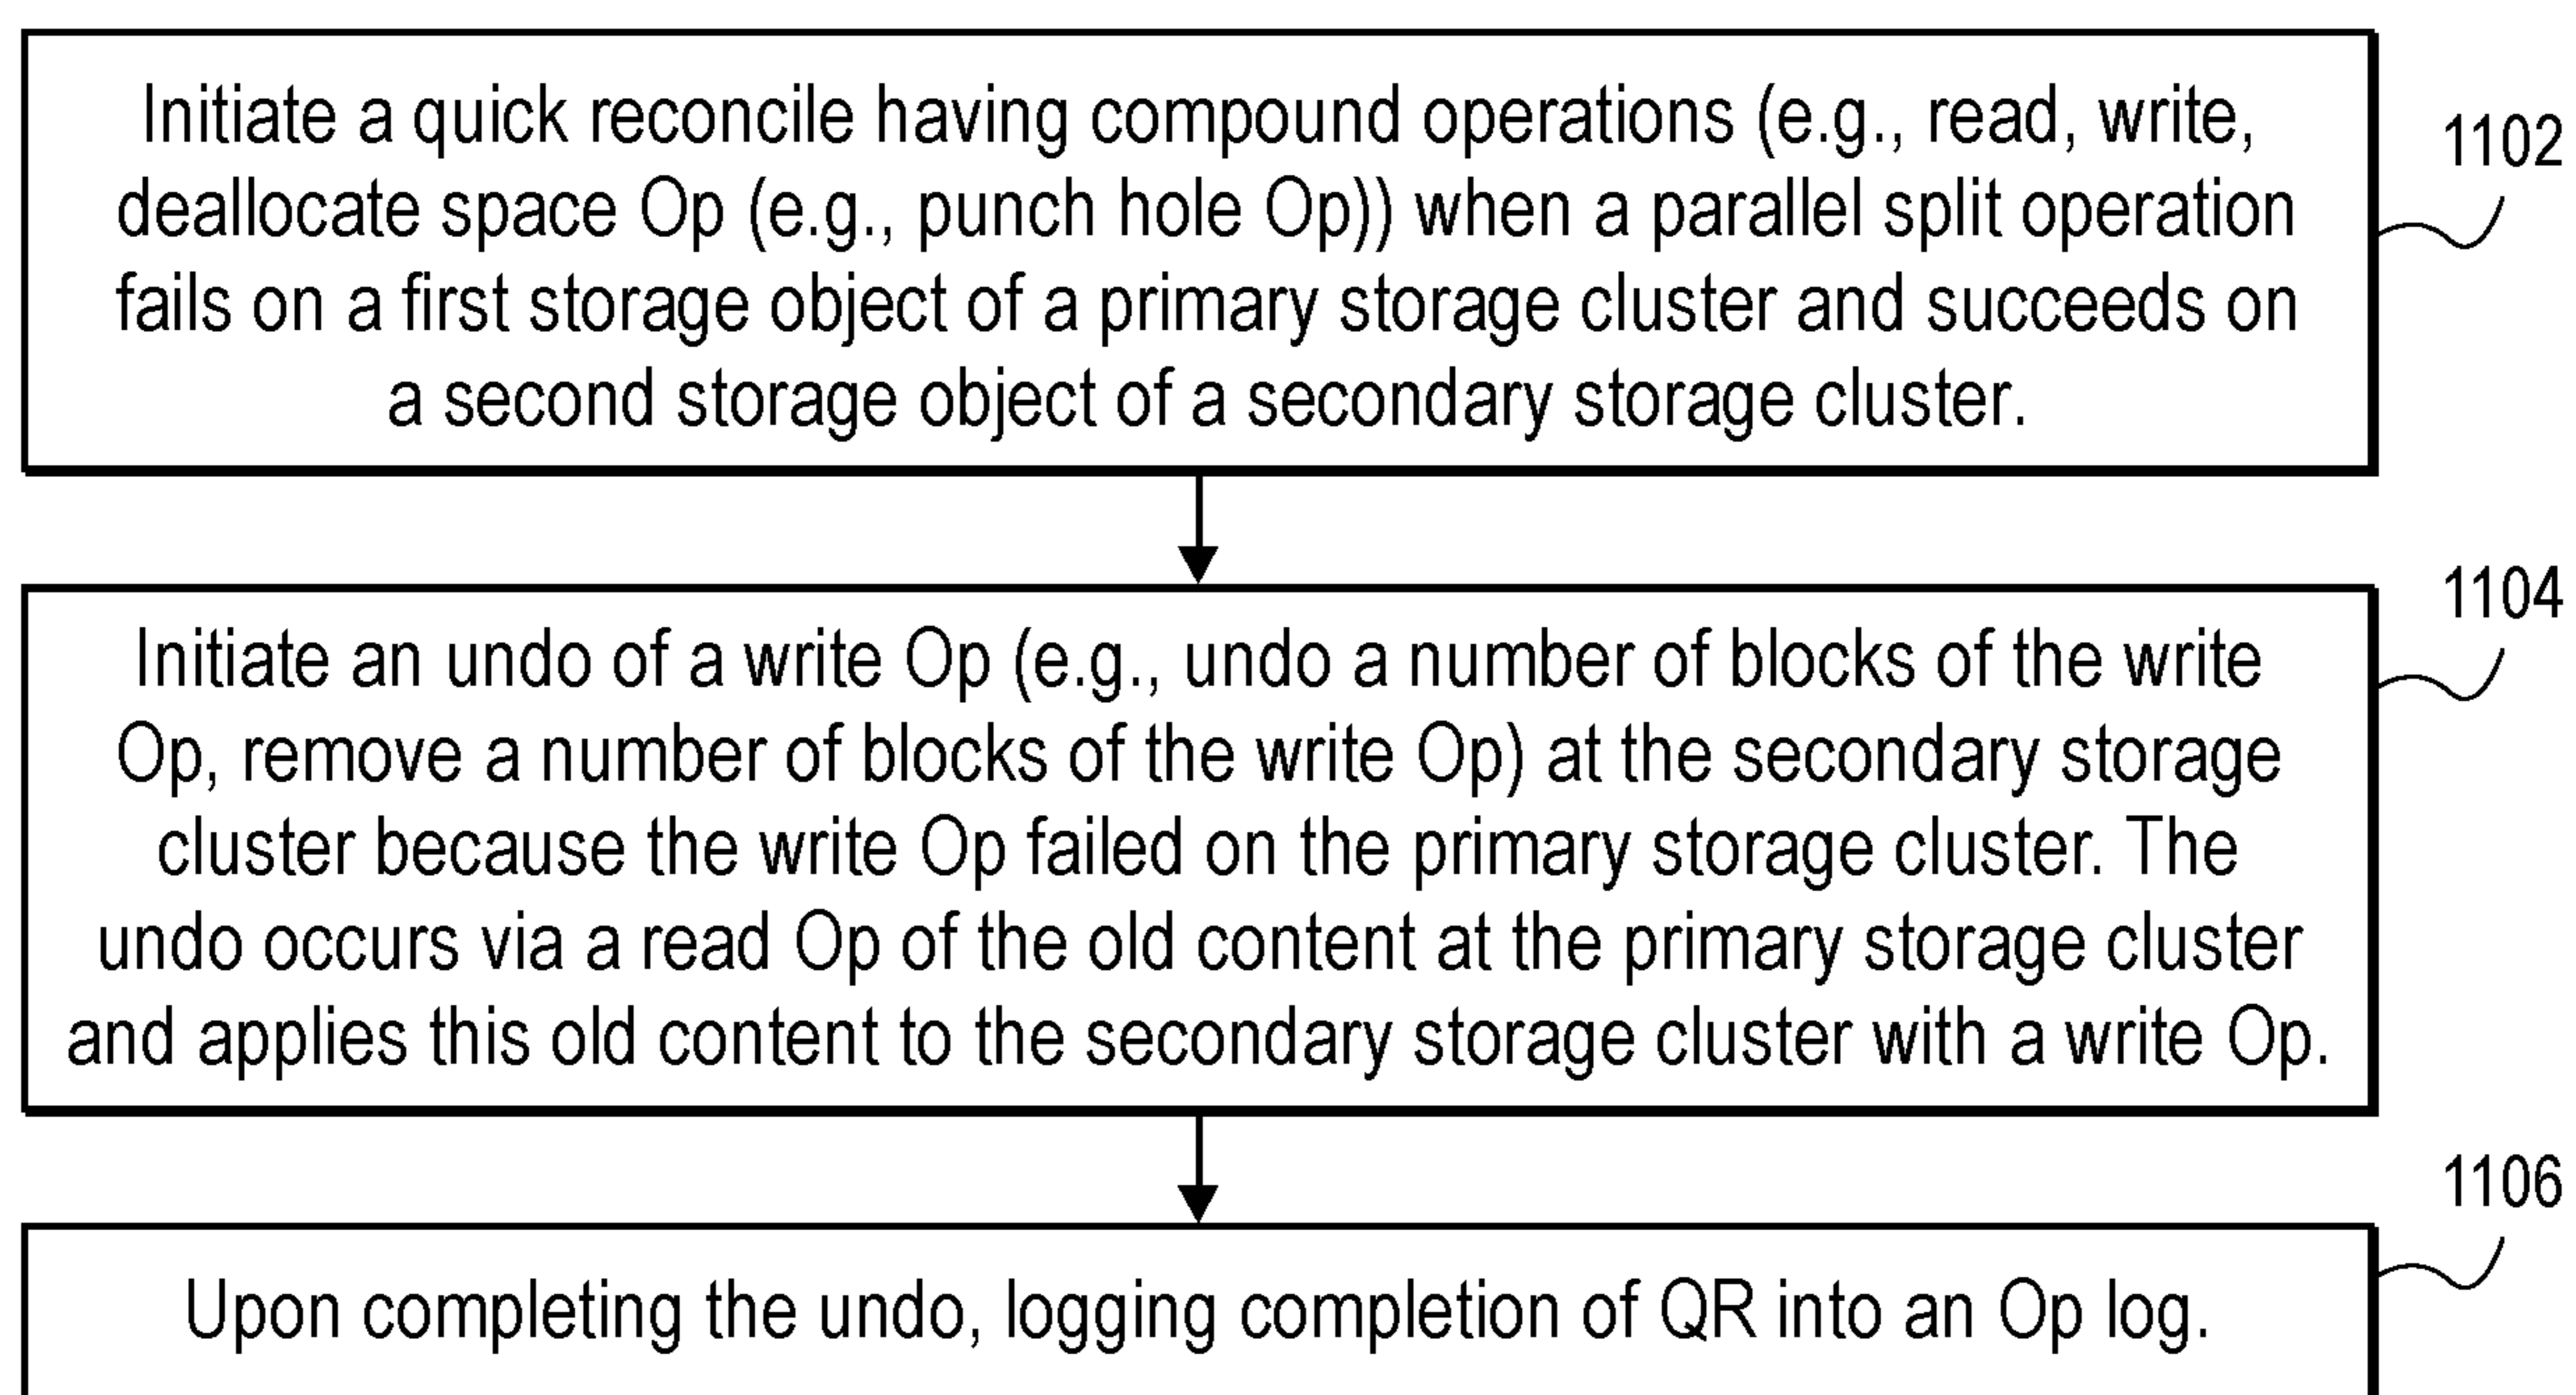 Initiate a quick reconcile having compound operations (e.g., read, write,
deallocate space Op (e.g., punch hole Op)) when a parallel split operation
fails on a first storage object of a primary storage cluster and succeeds on
a second storage object of a secondary storage cluster.
1102
Initiate an undo of a write Op (e.g., undo a number of blocks of the write
Op, remove a number of blocks of the write Op) at the secondary storage
cluster because the write Op failed on the primary storage cluster. The
undo occurs via a read Op of the old content at the primary storage cluster
and applies this old content to the secondary storage cluster with a write Op.
1104
Upon completing the undo, logging completion of QR into an Op log.
1106